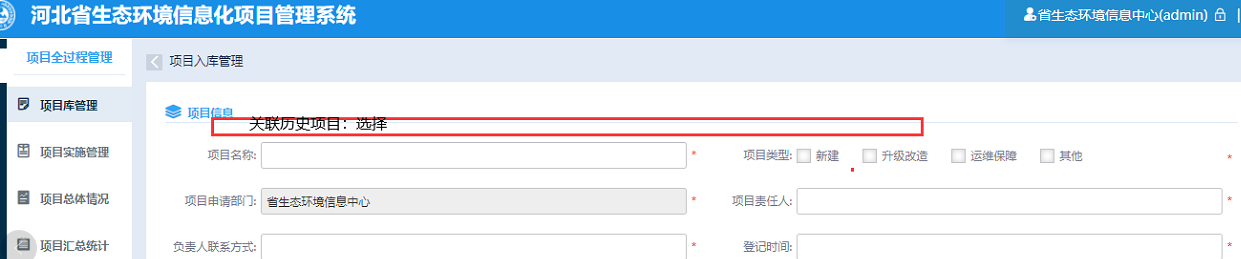 河北省生态环境信息化项目管理系统
省生态环境信息中心(admin)
项目全过程管理
项目入库管理
项目库管理
项目信息
关联历史项目：选择
项目名称:
*
项目类型:
新建
升级改造
运维保障
其他
*
项目实施管理
项目申请部门:
省生态环境信息中心
*
项目责任人:
*
项目总体情况
负责人联系方式:
*
登记时间:
*
项目汇总统计